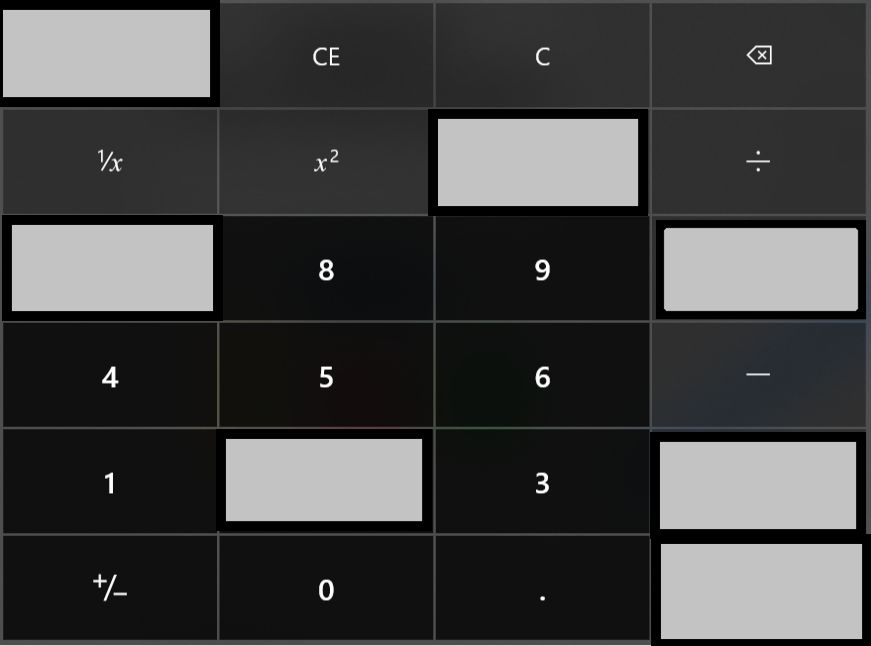 CE C ⌫
¹/x x² ÷
8 9
4 5 6 —
1 3
+/− 0 .